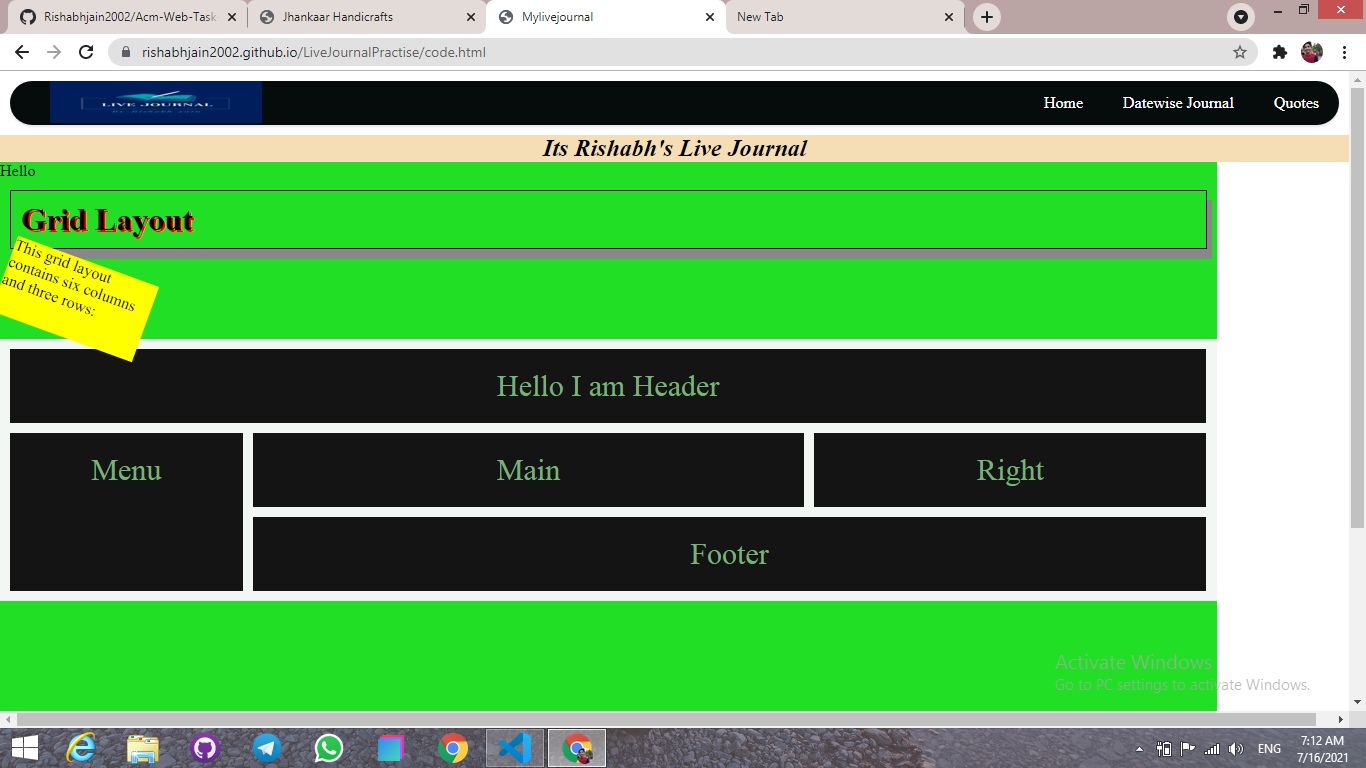 Rishabhjain2002/Acm-Web-Task
Jhankaar Handicrafts
Mylivejournal
New Tab
rishabhjain2002.github.io/LiveJournalPractise/code.html
LIVE JOURNAL
Home
Datewise Journal
Quotes
Its Rishabh's Live Journal
Hello
Grid Layout
This grid layout
contains six columns
and three rows:
Hello I am Header
Menu
Main
Right
Footer
Activate Windows
Go to PC settings to activate Windows.
ENG
7:12 AM
7/16/2021